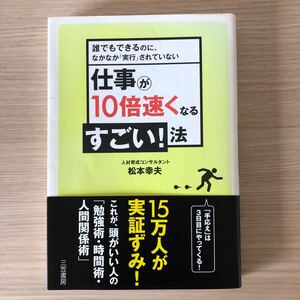 誰でもできるのに、
なかなか「実行」されていない
仕事が
10倍速くなる
すごい!法
人材育成コンサルタント
松本幸夫
「手応え」は
3日目にやってくる!
15万人が
実証ずみ!
これが、頭がいい人の
「勉強術・時間術・
人間関係術」
三笠書房